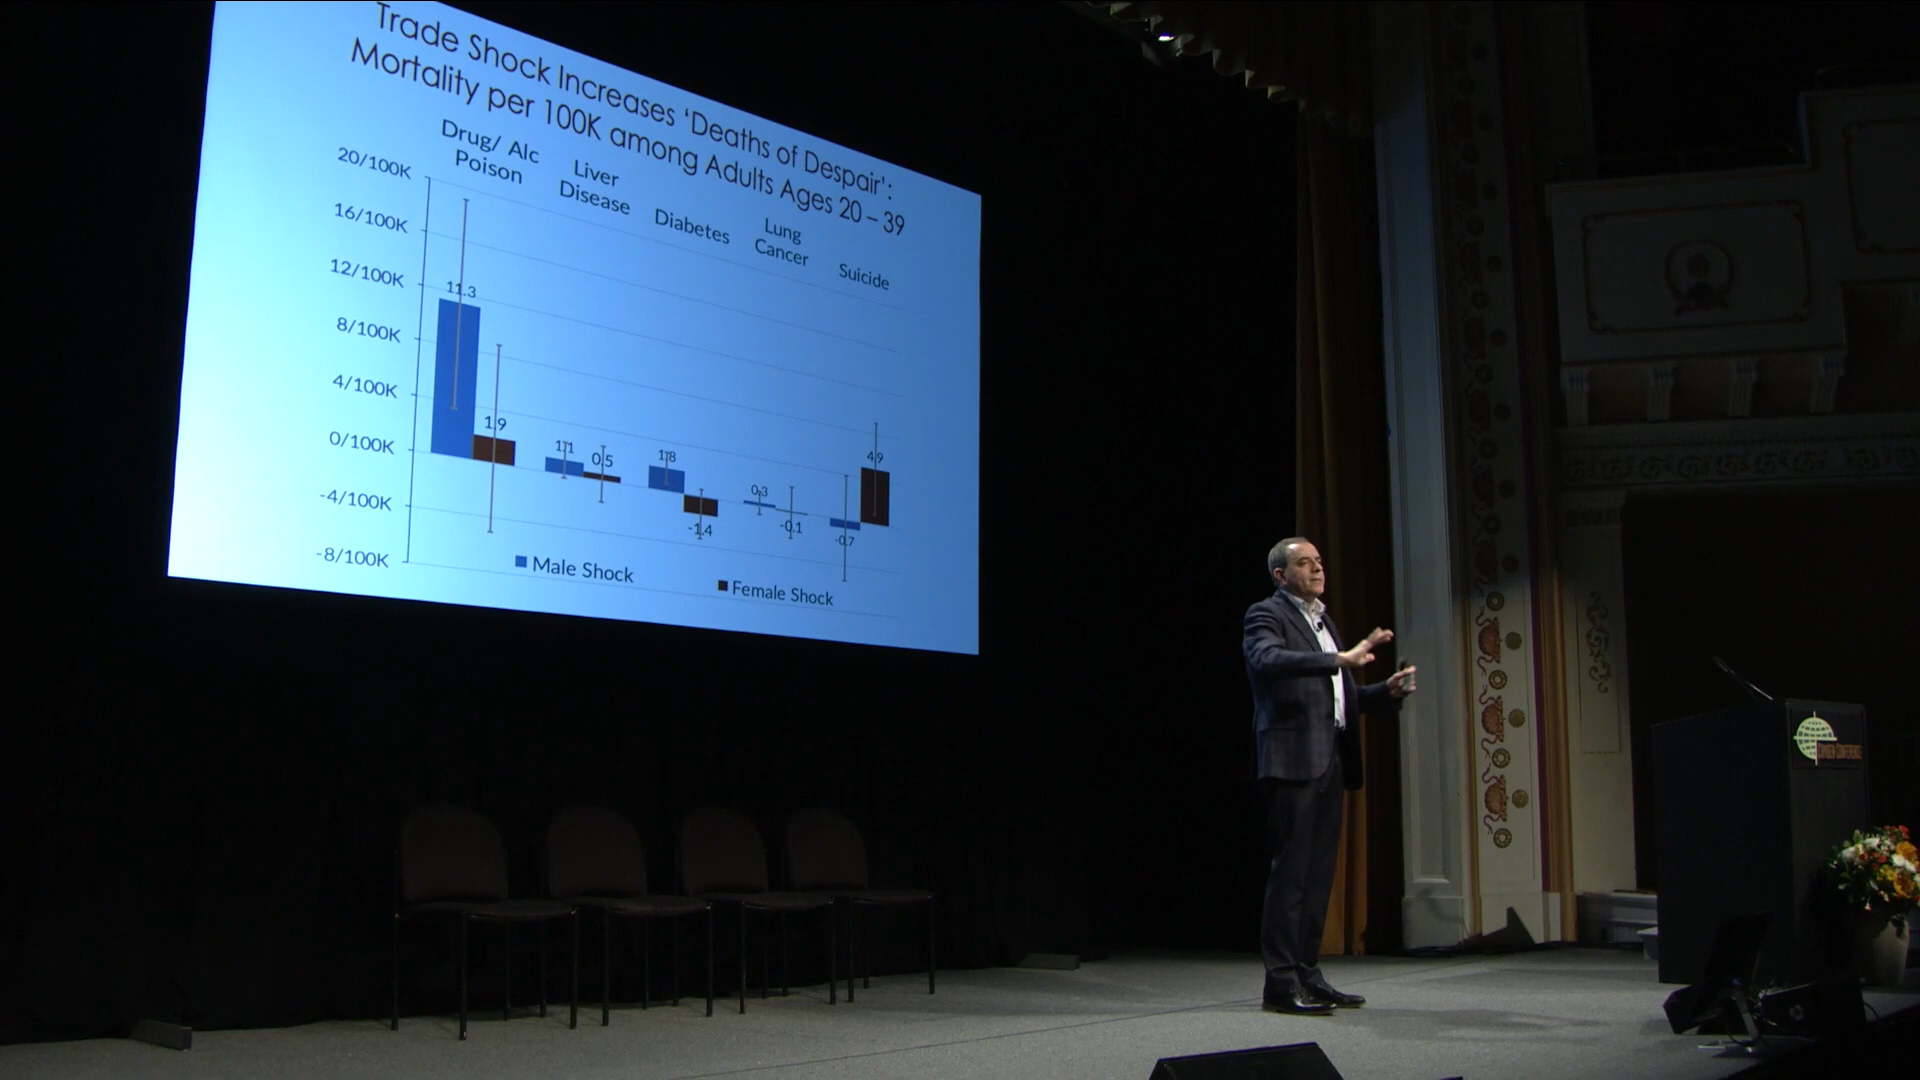 Trade Shock Increases ‘Deaths of Despair’:
Mortality per 100K among Adults Ages 20 – 39
Drug/ Alc
Poison
Liver
Disease
Diabetes
Lung
Cancer
Suicide
20/100K
16/100K
12/100K
8/100K
4/100K
0/100K
-4/100K
-8/100K
11.3
1.9
1.1
0.5
1.8
-1.4
0.3
-0.1
-0.7
4.9
Male Shock
Female Shock
CAMDEN CONFERENCE